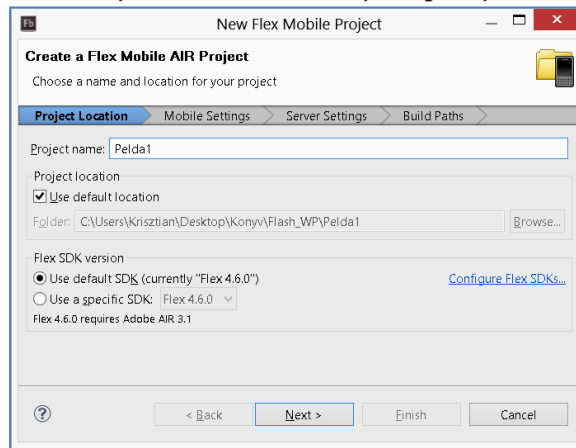 Fb New Flex Mobile Project
Create a Flex Mobile AIR Project
Choose a name and location for your project
Project Location Mobile Settings Server Settings Build Paths
Project name: Pelda1
Project location
Use default location
Folder: C:\Users\Krisztian\Desktop\Konyv\Flash_WP\Pelda1 Browse...
Flex SDK version
Use default SDK (currently "Flex 4.6.0") Configure Flex SDKs...
Use a specific SDK: Flex 4.6.0
Flex 4.6.0 requires Adobe AIR 3.1
? < Back Next > Finish Cancel